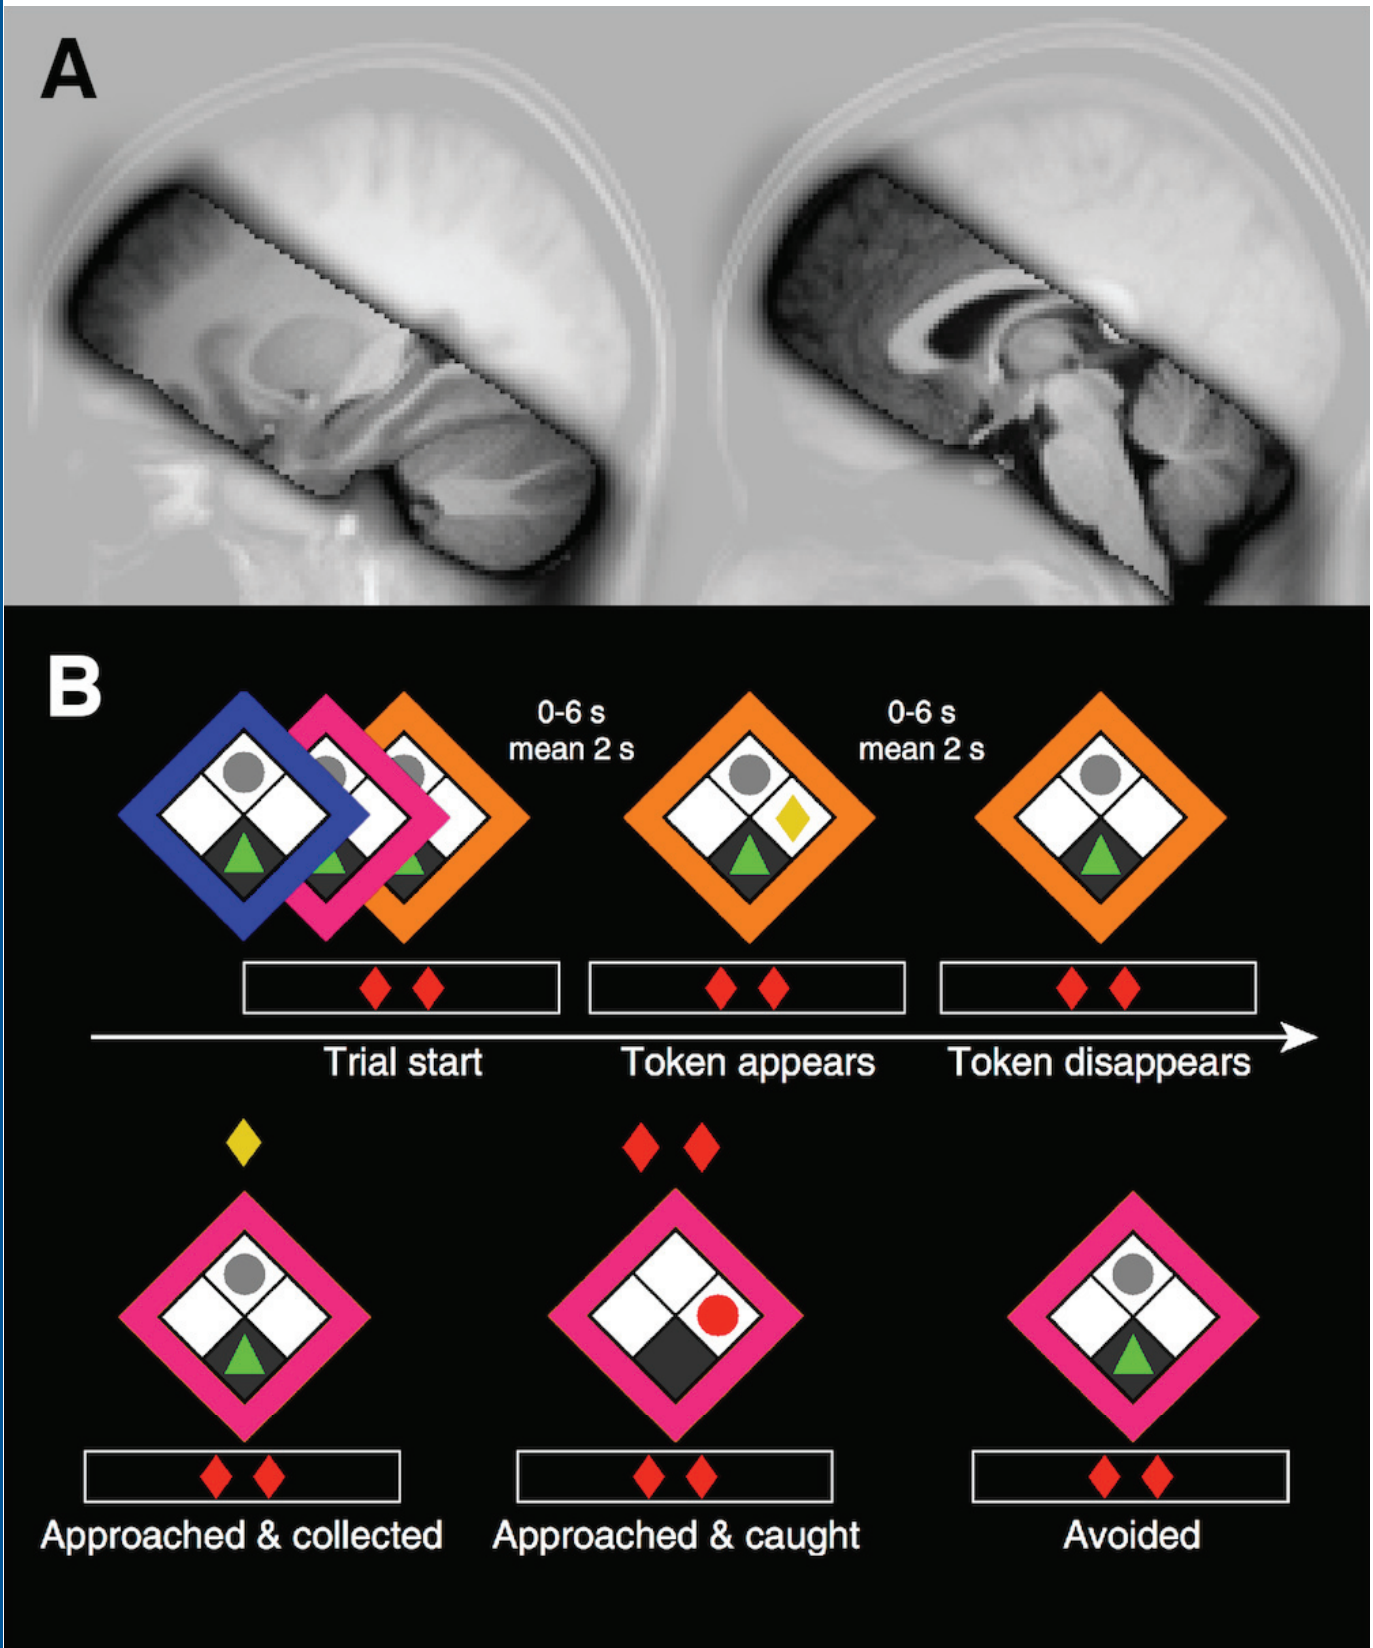 A
B
0-6 s
mean 2 s
0-6 s
mean 2 s
Trial start
Token appears
Token disappears
Approached & collected
Approached & caught
Avoided